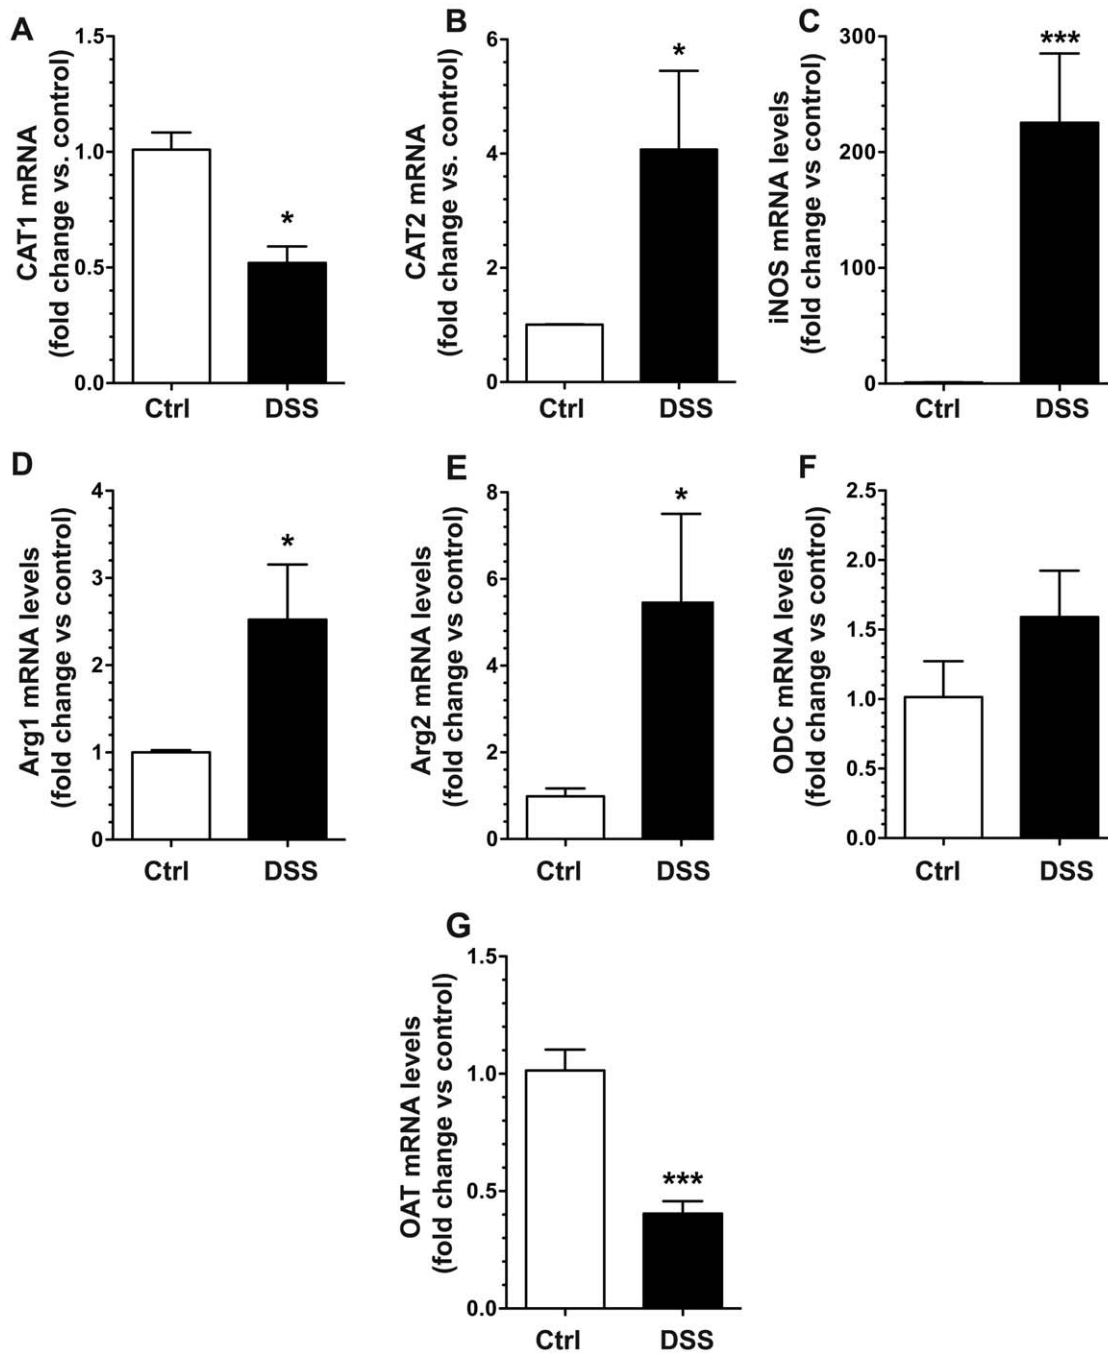 A
CAT1 mRNA
(fold change vs. control)
1.5
1.0
0.5
0.0
*
Ctrl
DSS
B
CAT2 mRNA
(fold change vs. control)
6
4
2
0
*
Ctrl
DSS
C
iNOS mRNA levels
(fold change vs control)
300
200
100
0
***
Ctrl
DSS
D
Arg1 mRNA levels
(fold change vs control)
4
3
2
1
0
*
Ctrl
DSS
E
Arg2 mRNA levels
(fold change vs control)
8
6
4
2
0
*
Ctrl
DSS
F
ODC mRNA levels
(fold change vs control)
2.5
2.0
1.5
1.0
0.5
0.0
Ctrl
DSS
G
OAT mRNA levels
(fold change vs control)
1.5
1.0
0.5
0.0
***
Ctrl
DSS